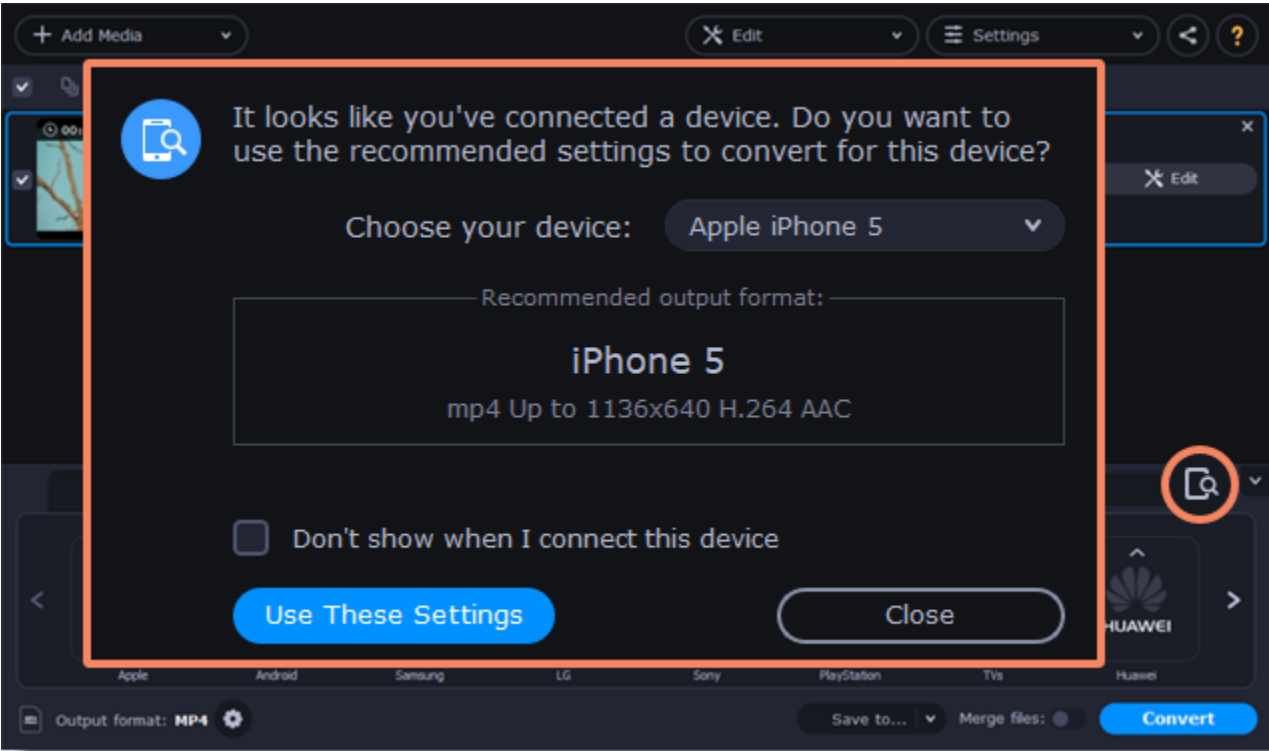 Add Media
Edit
Settings
?
It looks like you've connected a device. Do you want to
use the recommended settings to convert for this device?
Edit
Choose your device: Apple iPhone 5
Recommended output format:
iPhone 5
mp4 Up to 1136x640 H.264 AAC
Don't show when I connect this device
Use These Settings
Close
HUAWEI
Apple
Android
Samsung
LG
Sony
PlayStation
TVs
Huawei
Output format: MP4
Save to...
Merge files:
Convert